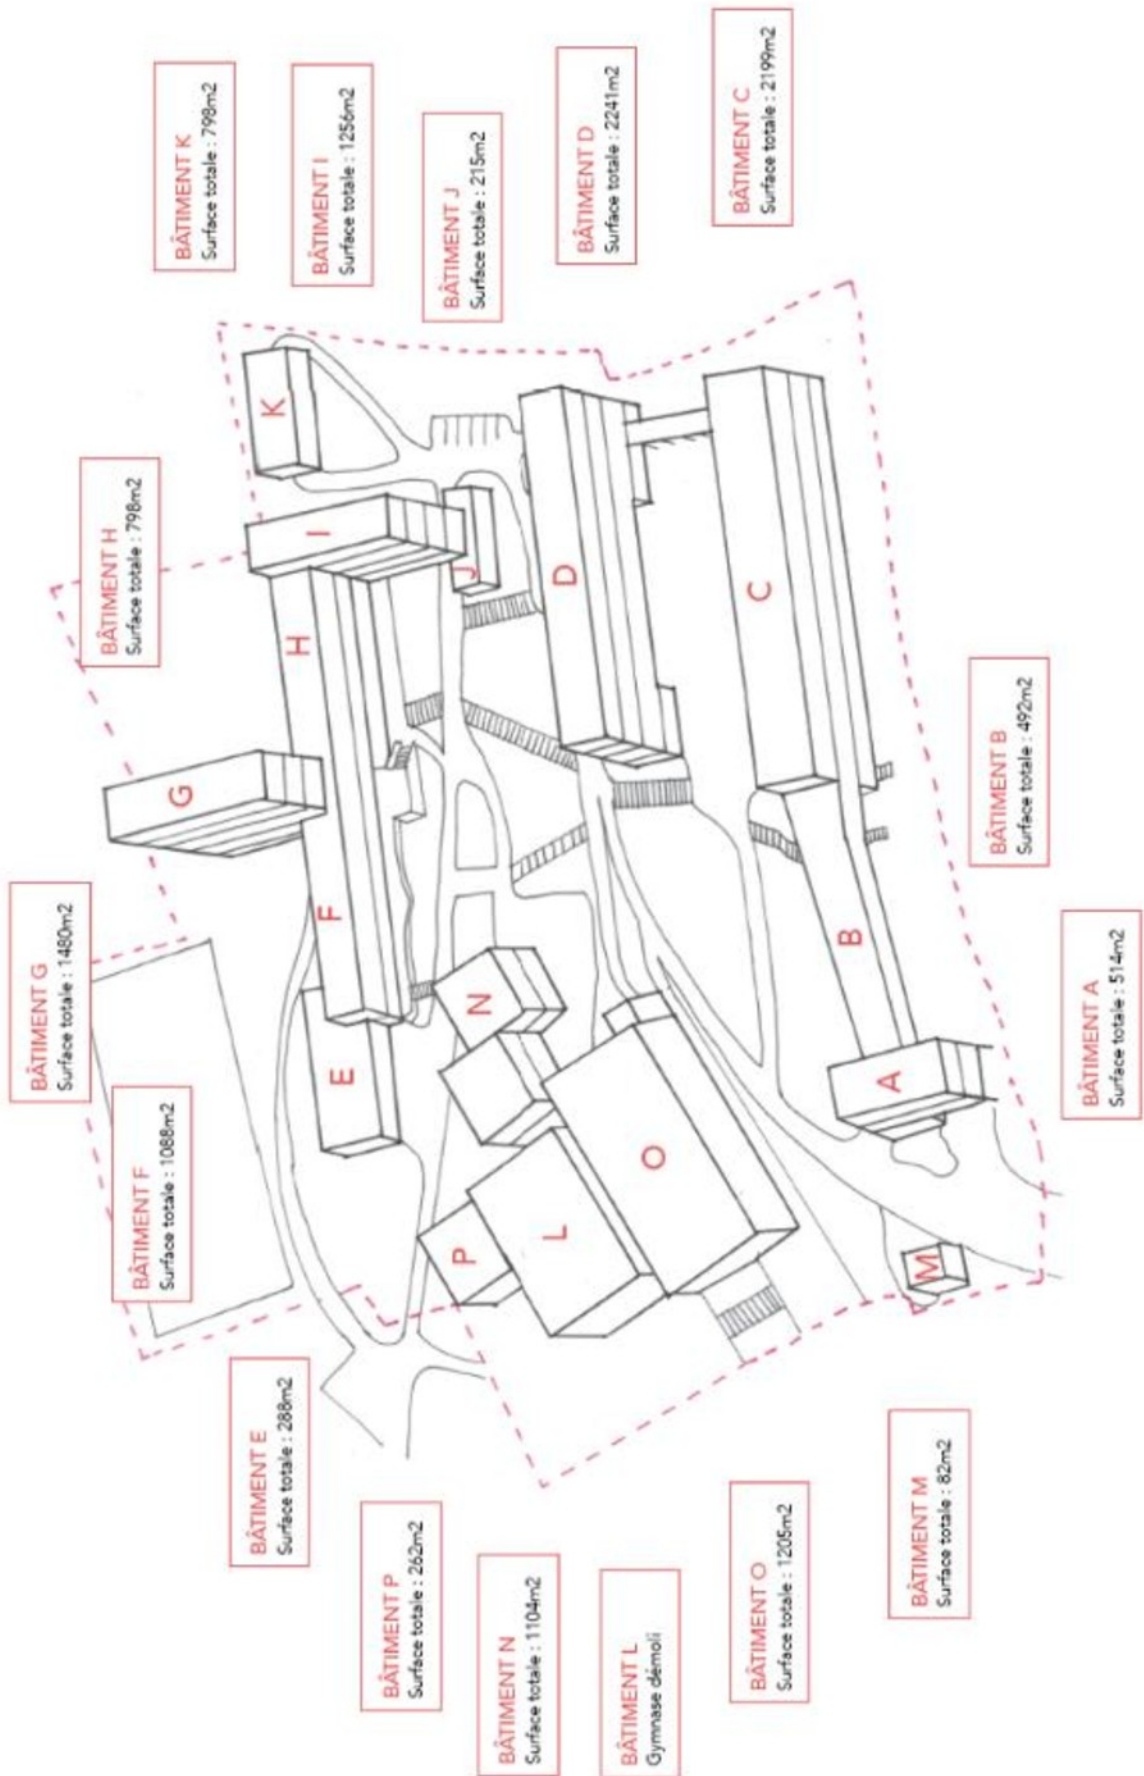 BÂTIMENT E
Surface totale : 288m2
BÂTIMENT F
Surface totale : 1088m2
BÂTIMENT G
Surface totale : 1480m2
BÂTIMENT H
Surface totale : 798m2
BÂTIMENT K
Surface totale : 798m2
BÂTIMENT I
Surface totale : 1256m2
BÂTIMENT J
Surface totale : 215m2
BÂTIMENT D
Surface totale : 2241m2
BÂTIMENT C
Surface totale : 2199m2
BÂTIMENT P
Surface totale : 262m2
BÂTIMENT N
Surface totale : 1104m2
BÂTIMENT L
Gymnase démoli
BÂTIMENT O
Surface totale : 1205m2
BÂTIMENT M
Surface totale : 82m2
BÂTIMENT A
Surface totale : 514m2
BÂTIMENT B
Surface totale : 492m2
G
K
I
H
F
E
J
N
D
P
L
O
C
B
A
M